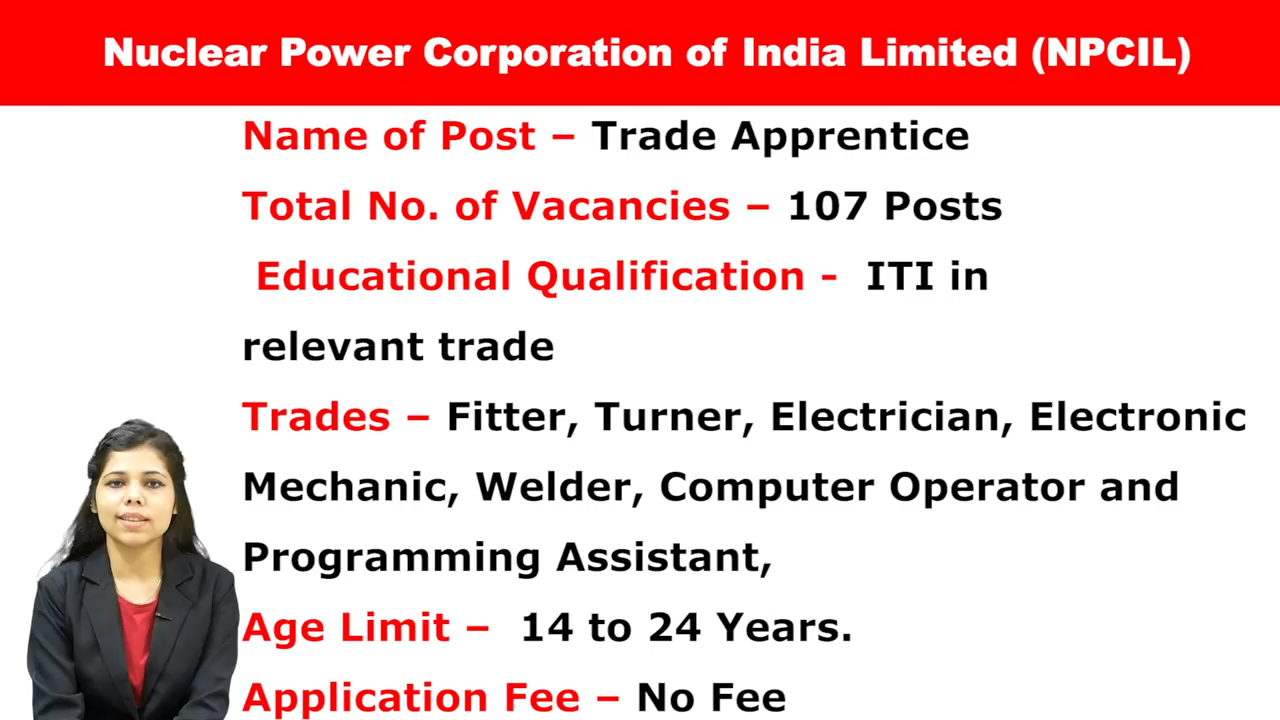 Nuclear Power Corporation of India Limited (NPCIL)
Name of Post – Trade Apprentice
Total No. of Vacancies – 107 Posts
Educational Qualification - ITI in
relevant trade
Trades – Fitter, Turner, Electrician, Electronic
Mechanic, Welder, Computer Operator and
Programming Assistant,
Age Limit – 14 to 24 Years.
Application Fee – No Fee